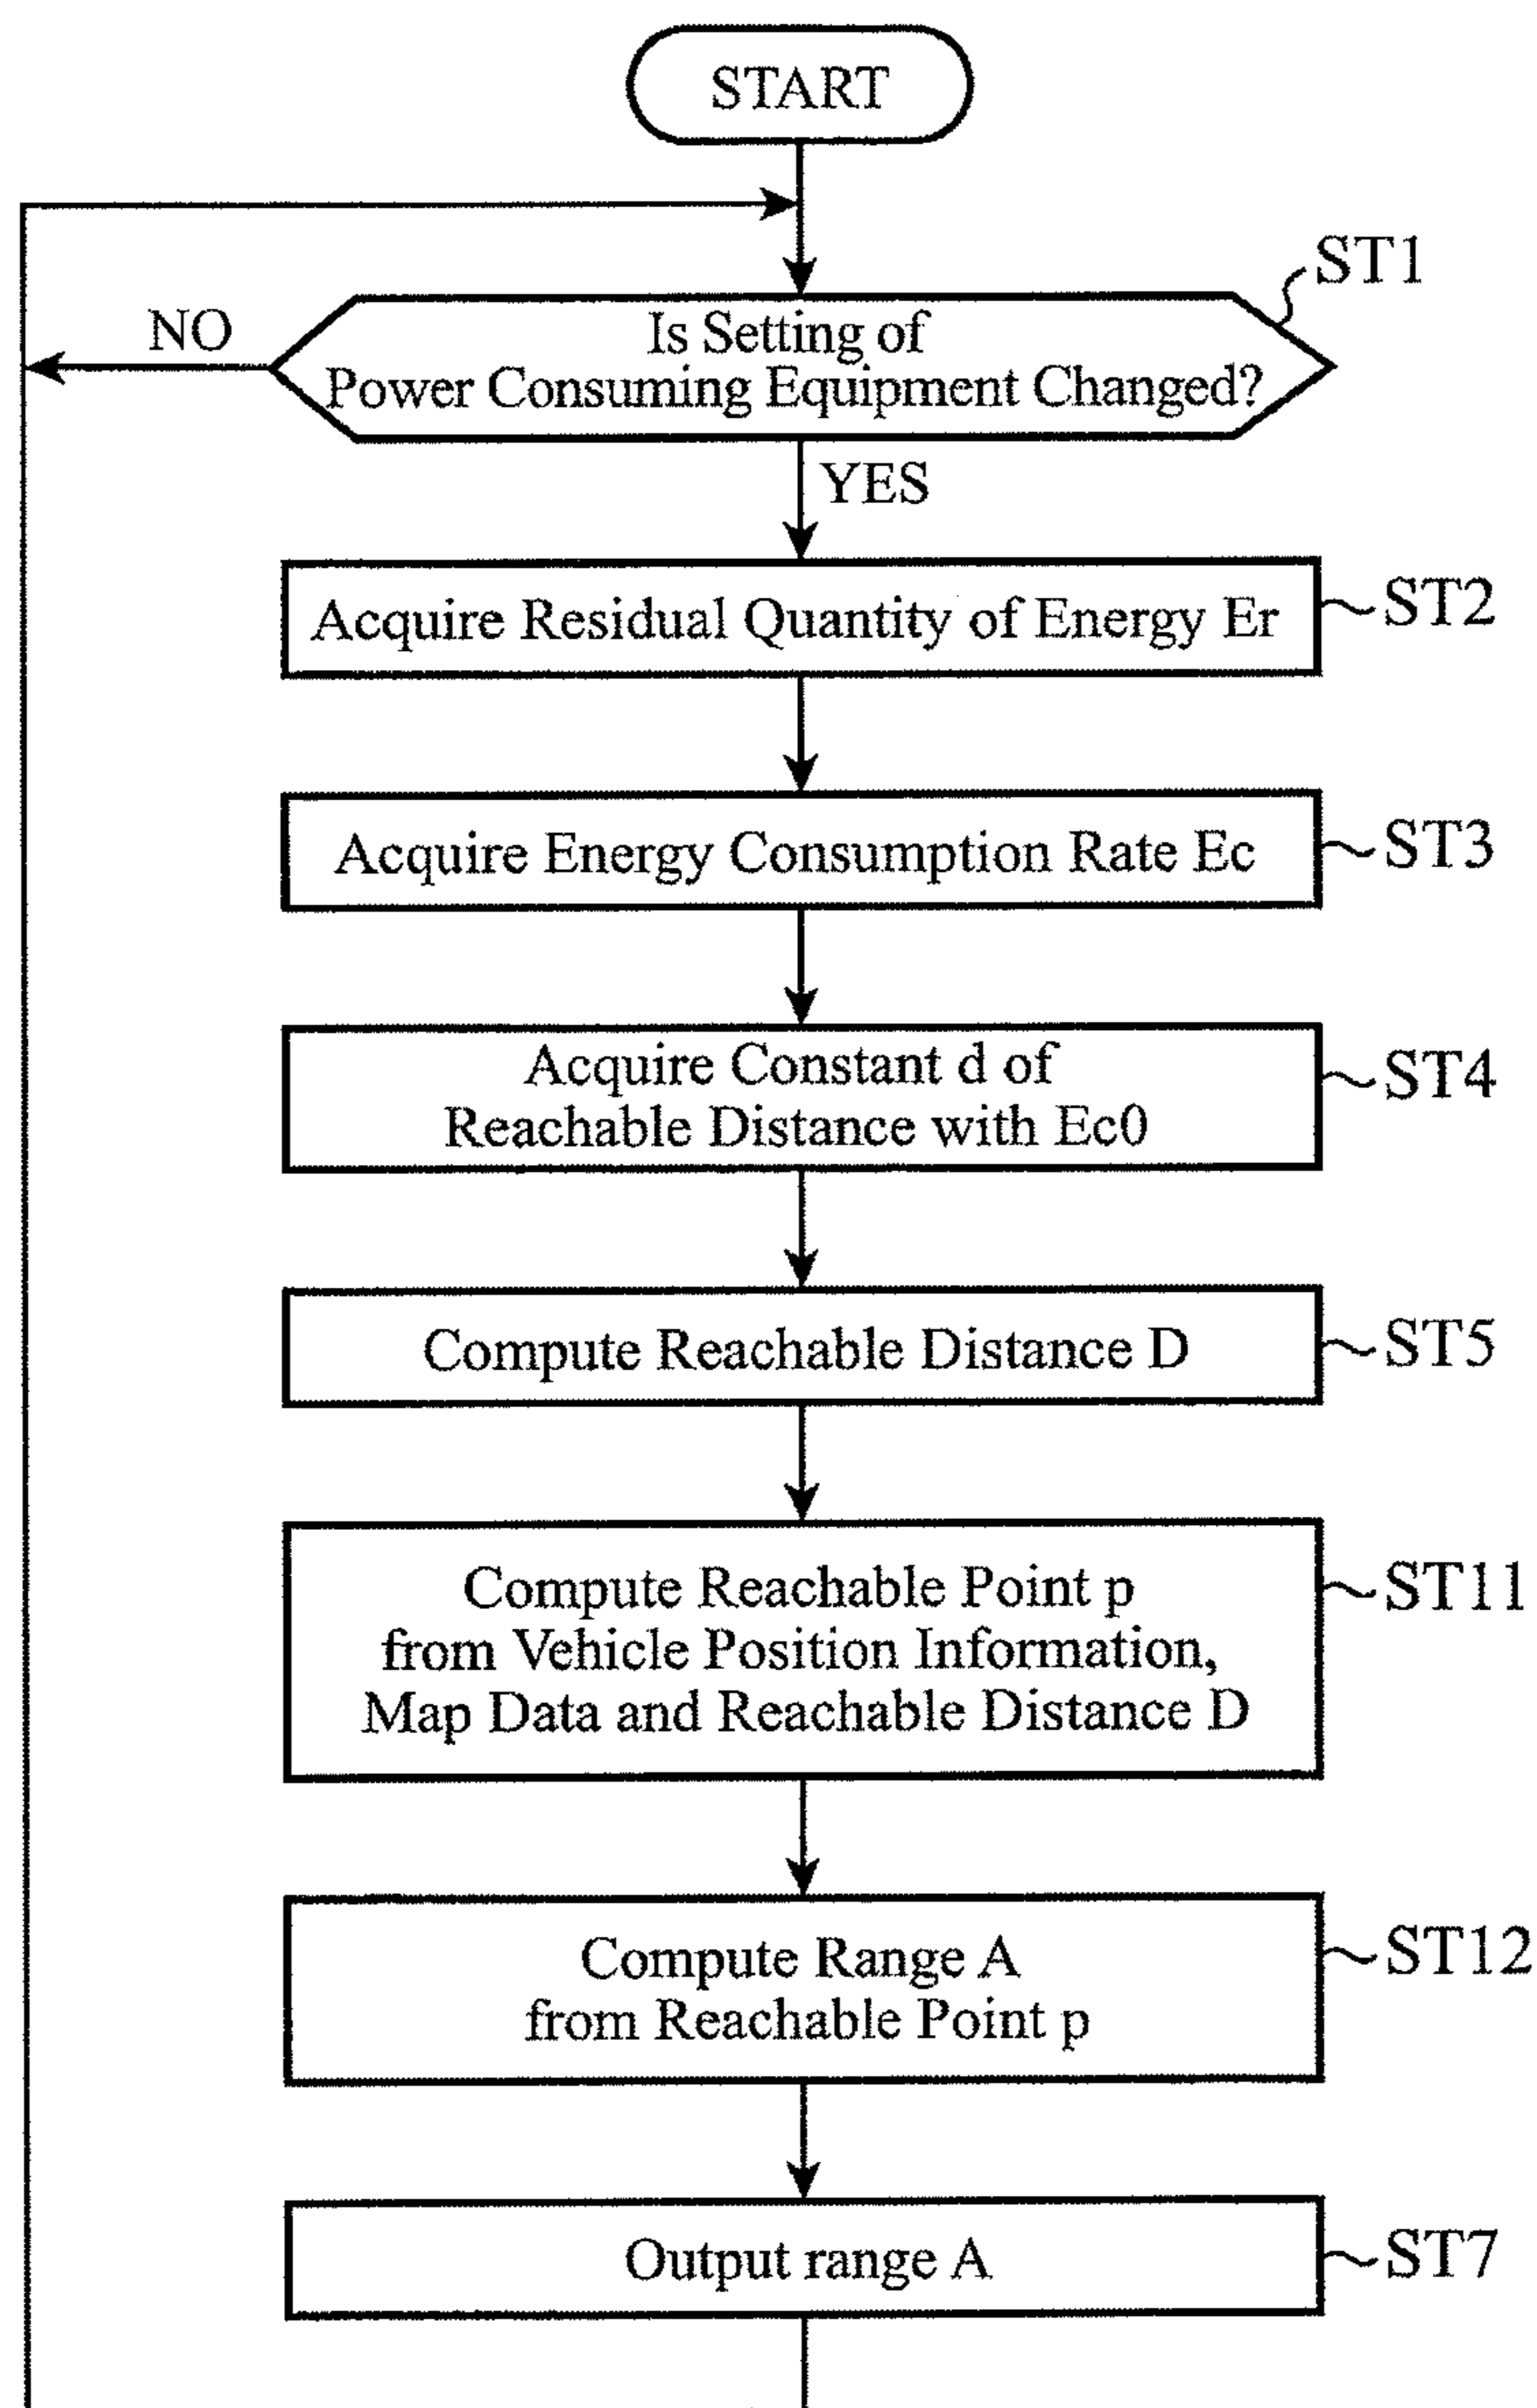 START
ST1
NO
Is Setting of
Power Consuming Equipment Changed?
YES
Acquire Residual Quantity of Energy Er
ST2
Acquire Energy Consumption Rate Ec
ST3
Acquire Constant d of
Reachable Distance with Ec0
ST4
Compute Reachable Distance D
ST5
Compute Reachable Point p
from Vehicle Position Information,
Map Data and Reachable Distance D
ST11
Compute Range A
from Reachable Point p
ST12
Output range A
ST7